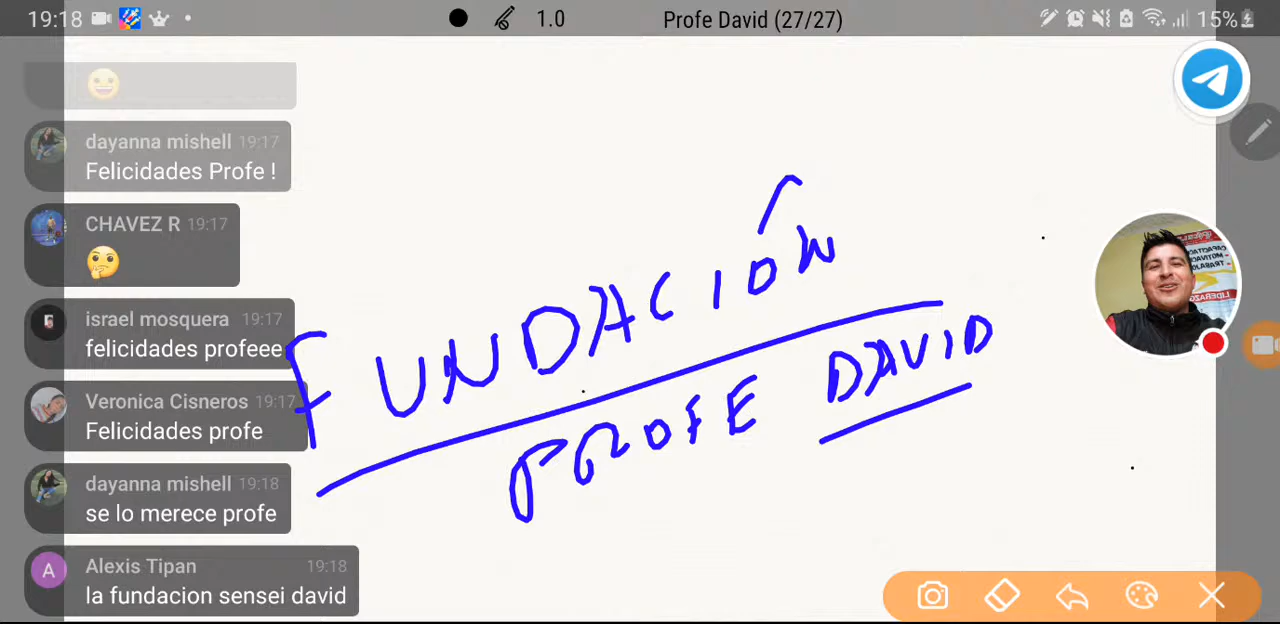 19:18
1.0
Profe David (27/27)
15%
dayanna mishell 19:17
Felicidades Profe !
CHAVEZ R 19:17
israel mosquera 19:17
felicidades profeee
Veronica Cisneros 19:17
Felicidades profe
dayanna mishell 19:18
se lo merece profe
A
Alexis Tipan 19:18
la fundacion sensei david
FUNDACIÓN
PROFE DAVID
LIDERAZGO